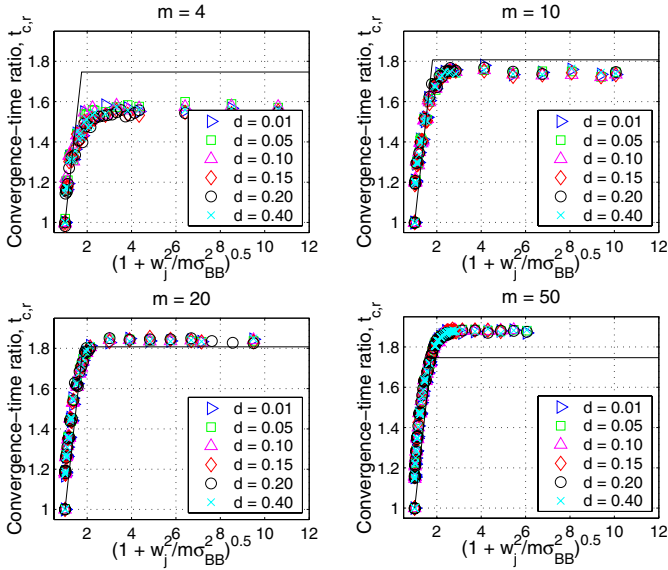 m = 4
Convergence−time ratio, t_c,r
1.8
1.6
1.4
1.2
1
2
4
6
8
10
12
(1 + w_j^2/mσ_BB^2)^0.5
d = 0.01
d = 0.05
d = 0.10
d = 0.15
d = 0.20
d = 0.40
m = 10
Convergence−time ratio, t_c,r
1.8
1.6
1.4
1.2
1
2
4
6
8
10
12
(1 + w_j^2/mσ_BB^2)^0.5
d = 0.01
d = 0.05
d = 0.10
d = 0.15
d = 0.20
d = 0.40
m = 20
Convergence−time ratio, t_c,r
1.8
1.6
1.4
1.2
1
2
4
6
8
10
12
(1 + w_j^2/mσ_BB^2)^0.5
d = 0.01
d = 0.05
d = 0.10
d = 0.15
d = 0.20
d = 0.40
m = 50
Convergence−time ratio, t_c,r
1.8
1.6
1.4
1.2
1
2
4
6
8
10
12
(1 + w_j^2/mσ_BB^2)^0.5
d = 0.01
d = 0.05
d = 0.10
d = 0.15
d = 0.20
d = 0.40